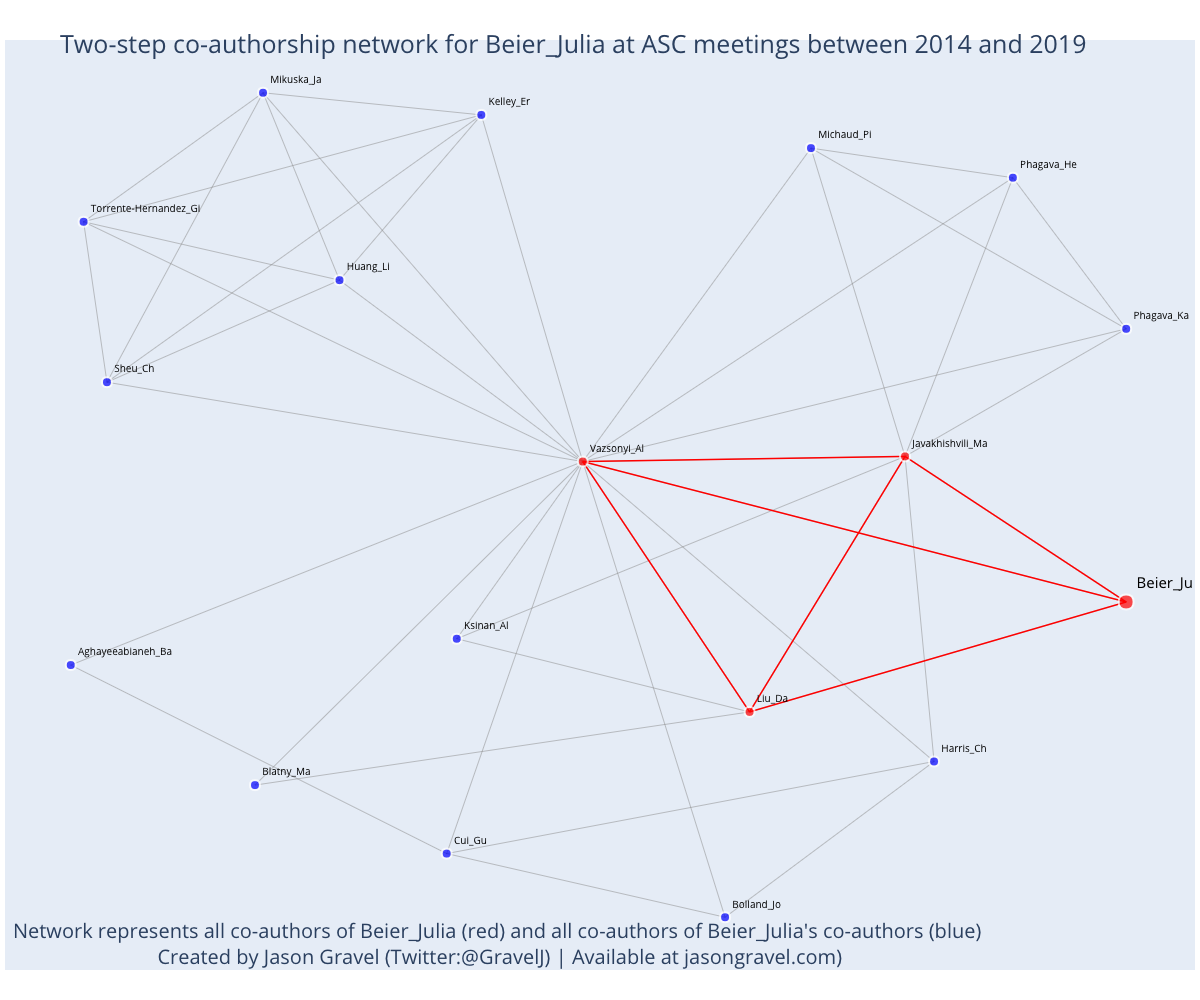 Two-step co-authorship network for Beier_Julia at ASC meetings between 2014 and 2019
Mikuska_Ja
Kelley_Er
Michaud_Pi
Phagava_He
Torrente-Hernandez_Gi
Huang_Li
Phagava_Ka
Sheu_Ch
Vazsonyi_Al
Javakhishvili_Ma
Beier_Ju
Ksinan_Al
Aghayeeabianeh_Ba
Liu_Da
Harris_Ch
Blatny_Ma
Cui_Gu
Bolland_Jo
Network represents all co-authors of Beier_Julia (red) and all co-authors of Beier_Julia's co-authors (blue)
Created by Jason Gravel (Twitter:@GravelJ) | Available at jasongravel.com)